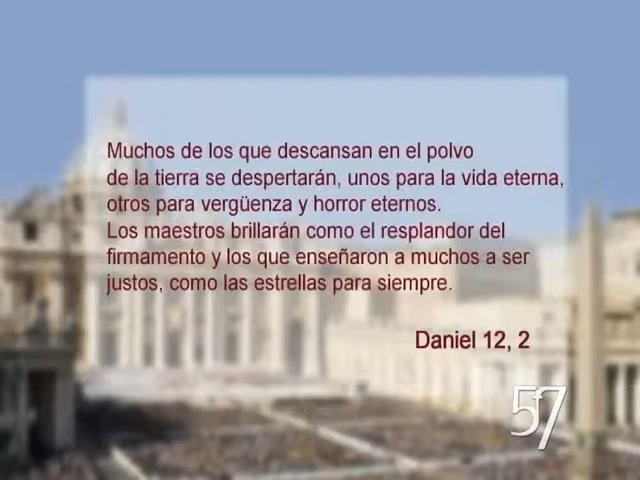 Muchos de los que descansan en el polvo
de la tierra se despertarán, unos para la vida eterna,
otros para vergüenza y horror eternos.
Los maestros brillarán como el resplandor del
firmamento y los que enseñaron a muchos a ser
justos, como las estrellas para siempre.
Daniel 12, 2
57